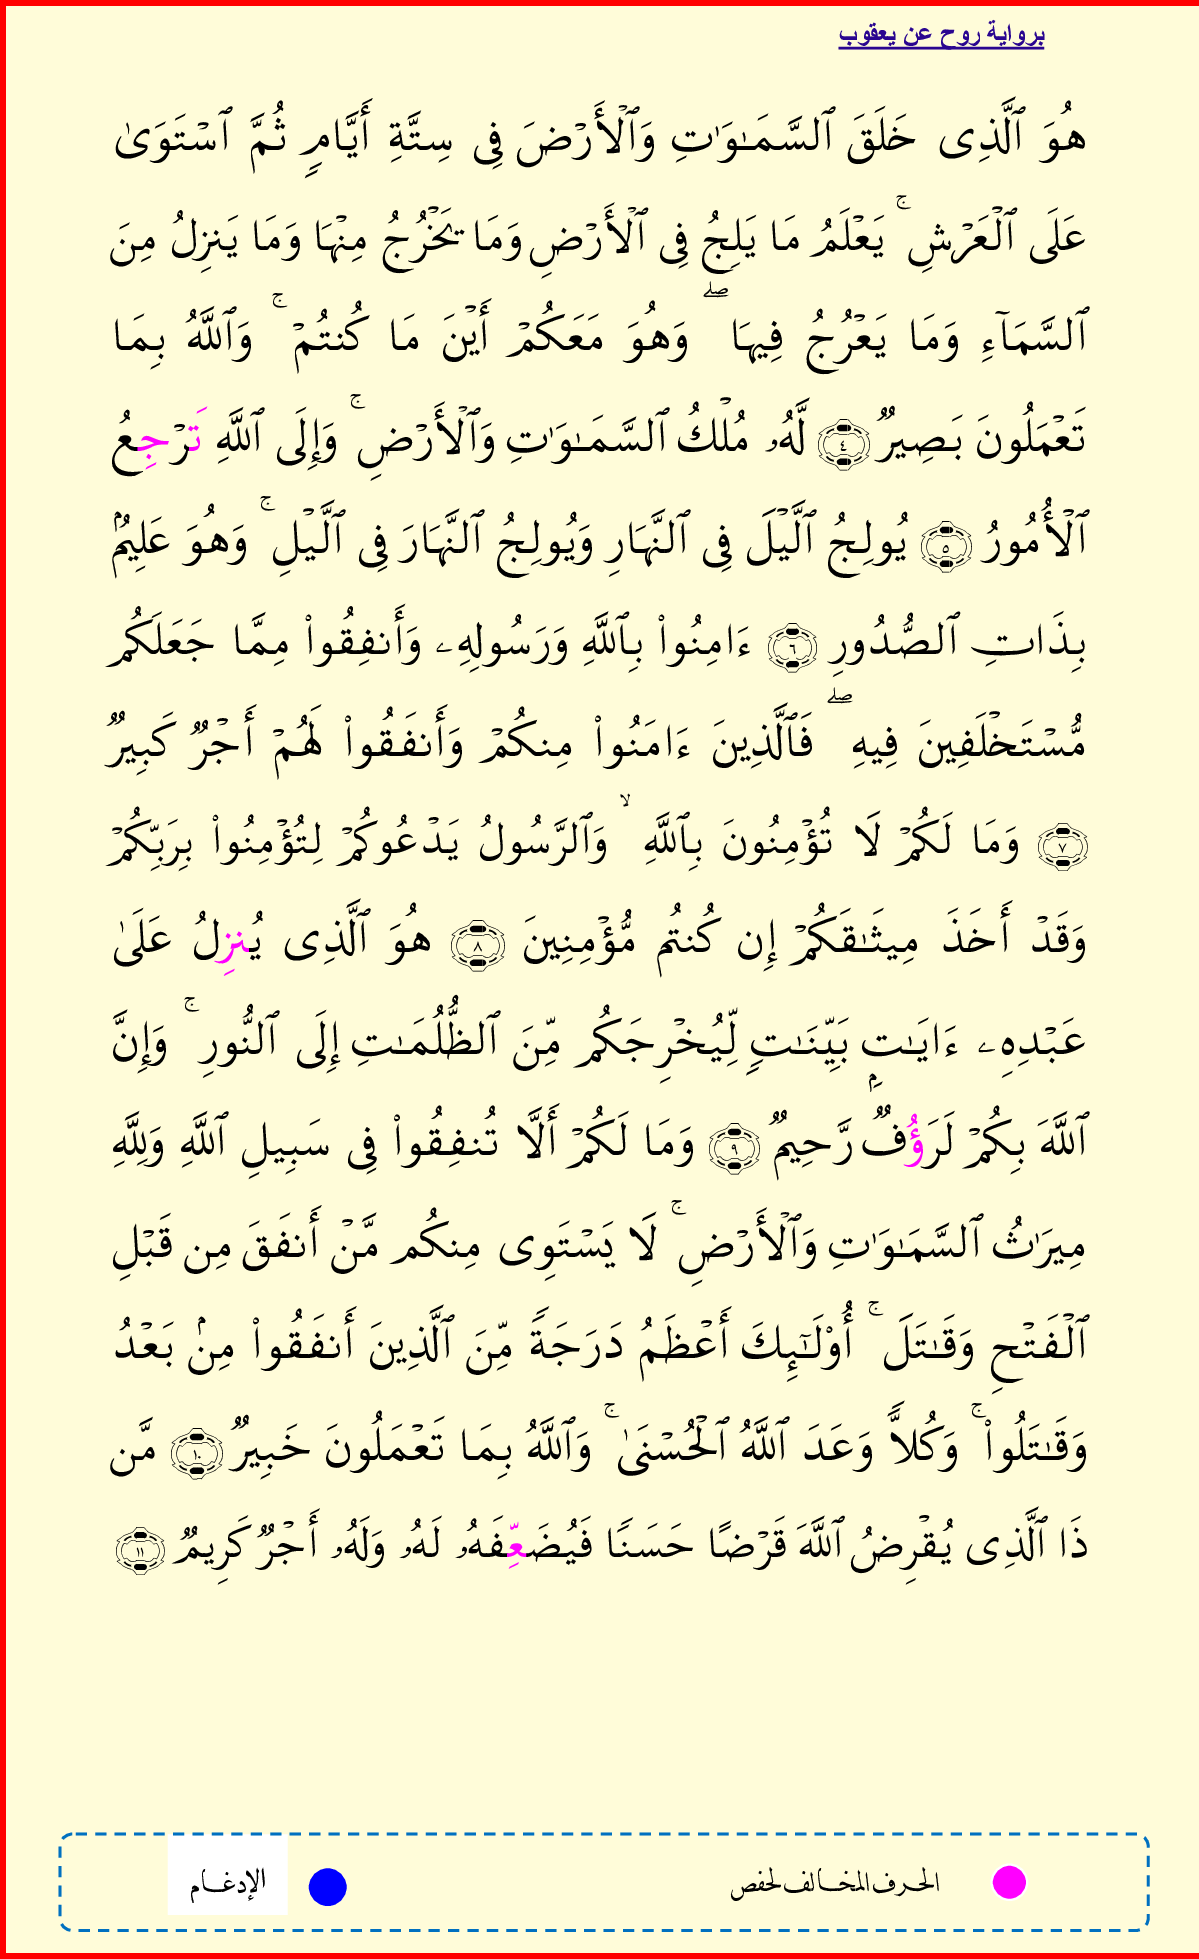 برواية روح عن يعقوب
هُوَ ٱلَّذِى خَلَقَ ٱلسَّمَـٰوَٰتِ وَٱلۡأَرۡضَ فِى سِتَّةِ أَيَّامٍۢ ثُمَّ ٱسۡتَوَىٰ
عَلَى ٱلۡعَرۡشِ ۚ يَعۡلَمُ مَا يَلِجُ فِى ٱلۡأَرۡضِ وَمَا يَخۡرُجُ مِنۡهَا وَمَا يَنزِلُ مِنَ
ٱلسَّمَآءِ وَمَا يَعۡرُجُ فِيهَا ۖ وَهُوَ مَعَكُمۡ أَيۡنَ مَا كُنتُمۡ ۚ وَٱللَّهُ بِمَا
تَعۡمَلُونَ بَصِيرٌۭ ٤ لَّهُۥ مُلۡكُ ٱلسَّمَـٰوَٰتِ وَٱلۡأَرۡضِ ۚ وَإِلَى ٱللَّهِ تَرۡجِعُ
ٱلۡأُمُورُ ٥ يُولِجُ ٱلَّيۡلَ فِى ٱلنَّهَارِ وَيُولِجُ ٱلنَّهَارَ فِى ٱلَّيۡلِ ۚ وَهُوَ عَلِيمُۢ
بِذَاتِ ٱلصُّدُورِ ٦ ءَامِنُوا۟ بِٱللَّهِ وَرَسُولِهِۦ وَأَنفِقُوا۟ مِمَّا جَعَلَكُم
مُّسۡتَخۡلَفِينَ فِيهِ ۖ فَٱلَّذِينَ ءَامَنُوا۟ مِنكُمۡ وَأَنفَقُوا۟ لَهُمۡ أَجۡرٌۭ كَبِيرٌۭ
٧ وَمَا لَكُمۡ لَا تُؤۡمِنُونَ بِٱللَّهِ ۙ وَٱلرَّسُولُ يَدۡعُوكُمۡ لِتُؤۡمِنُوا۟ بِرَبِّكُمۡ
وَقَدۡ أَخَذَ مِيثَـٰقَكُمۡ إِن كُنتُم مُّؤۡمِنِينَ ٨ هُوَ ٱلَّذِى يُنزِلُ عَلَىٰ
عَبۡدِهِۦ ءَايَـٰتٍۭ بَيِّنَـٰتٍۢ لِّيُخۡرِجَكُم مِّنَ ٱلظُّلُمَـٰتِ إِلَى ٱلنُّورِ ۚ وَإِنَّ
ٱللَّهَ بِكُمۡ لَرَؤُفٌۭ رَّحِيمٌۭ ٩ وَمَا لَكُمۡ أَلَّا تُنفِقُوا۟ فِى سَبِيلِ ٱللَّهِ وَلِلَّهِ
مِيرَٰثُ ٱلسَّمَـٰوَٰتِ وَٱلۡأَرۡضِ ۚ لَا يَسۡتَوِى مِنكُم مَّنۡ أَنفَقَ مِن قَبۡلِ
ٱلۡفَتۡحِ وَقَـٰتَلَ ۚ أُو۟لَـٰٓئِكَ أَعۡظَمُ دَرَجَةًۭ مِّنَ ٱلَّذِينَ أَنفَقُوا۟ مِنۢ بَعۡدُ
وَقَـٰتَلُوا۟ ۚ وَكُلًّۭا وَعَدَ ٱللَّهُ ٱلۡحُسۡنَىٰ ۚ وَٱللَّهُ بِمَا تَعۡمَلُونَ خَبِيرٌۭ ١٠ مَّن
ذَا ٱلَّذِى يُقۡرِضُ ٱللَّهَ قَرۡضًا حَسَنًۭا فَيُضَعِّفَهُۥ لَهُۥ وَلَهُۥ أَجۡرٌۭ كَرِيمٌۭ ١١
الحرف المخالف لحفص الإدغام